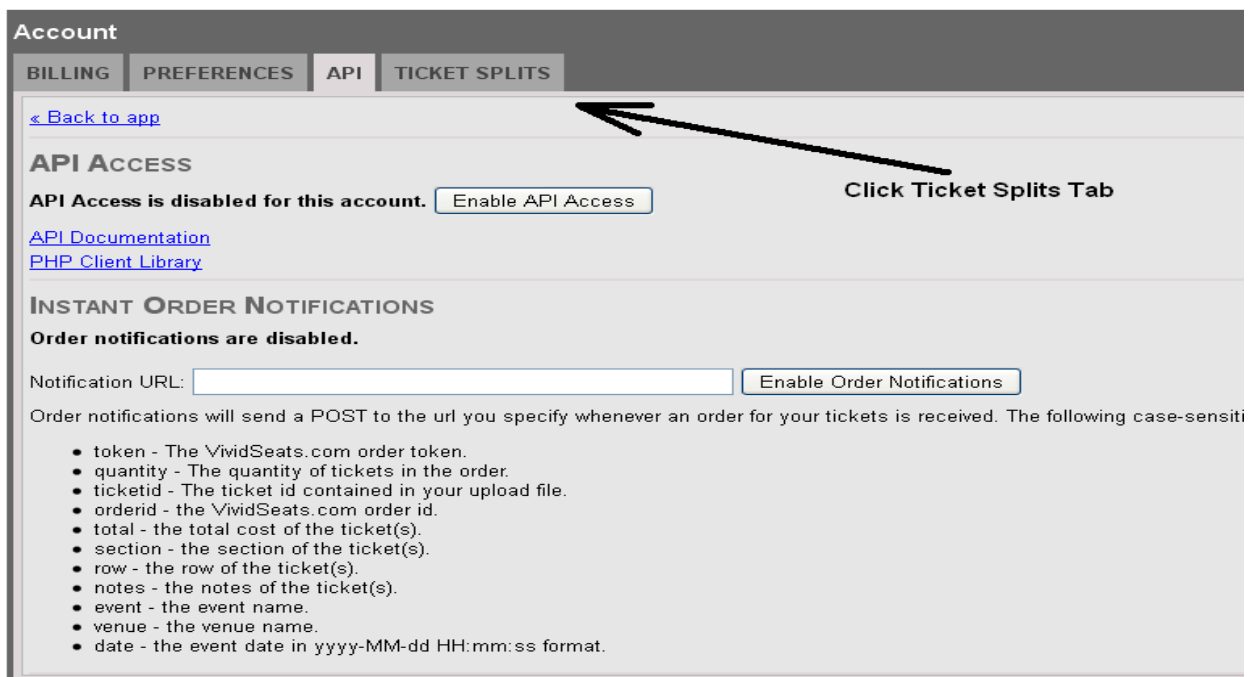 Account
BILLING PREFERENCES API TICKET SPLITS
« Back to app
API ACCESS
API Access is disabled for this account. Enable API Access
Click Ticket Splits Tab
API Documentation
PHP Client Library
INSTANT ORDER NOTIFICATIONS
Order notifications are disabled.
Notification URL: Enable Order Notifications
Order notifications will send a POST to the url you specify whenever an order for your tickets is received. The following case-sensiti
• token - The VividSeats.com order token.
• quantity - The quantity of tickets in the order.
• ticketid - The ticket id contained in your upload file.
• orderid - the VividSeats.com order id.
• total - the total cost of the ticket(s).
• section - the section of the ticket(s).
• row - the row of the ticket(s).
• notes - the notes of the ticket(s).
• event - the event name.
• venue - the venue name.
• date - the event date in yyyy-MM-dd HH:mm:ss format.